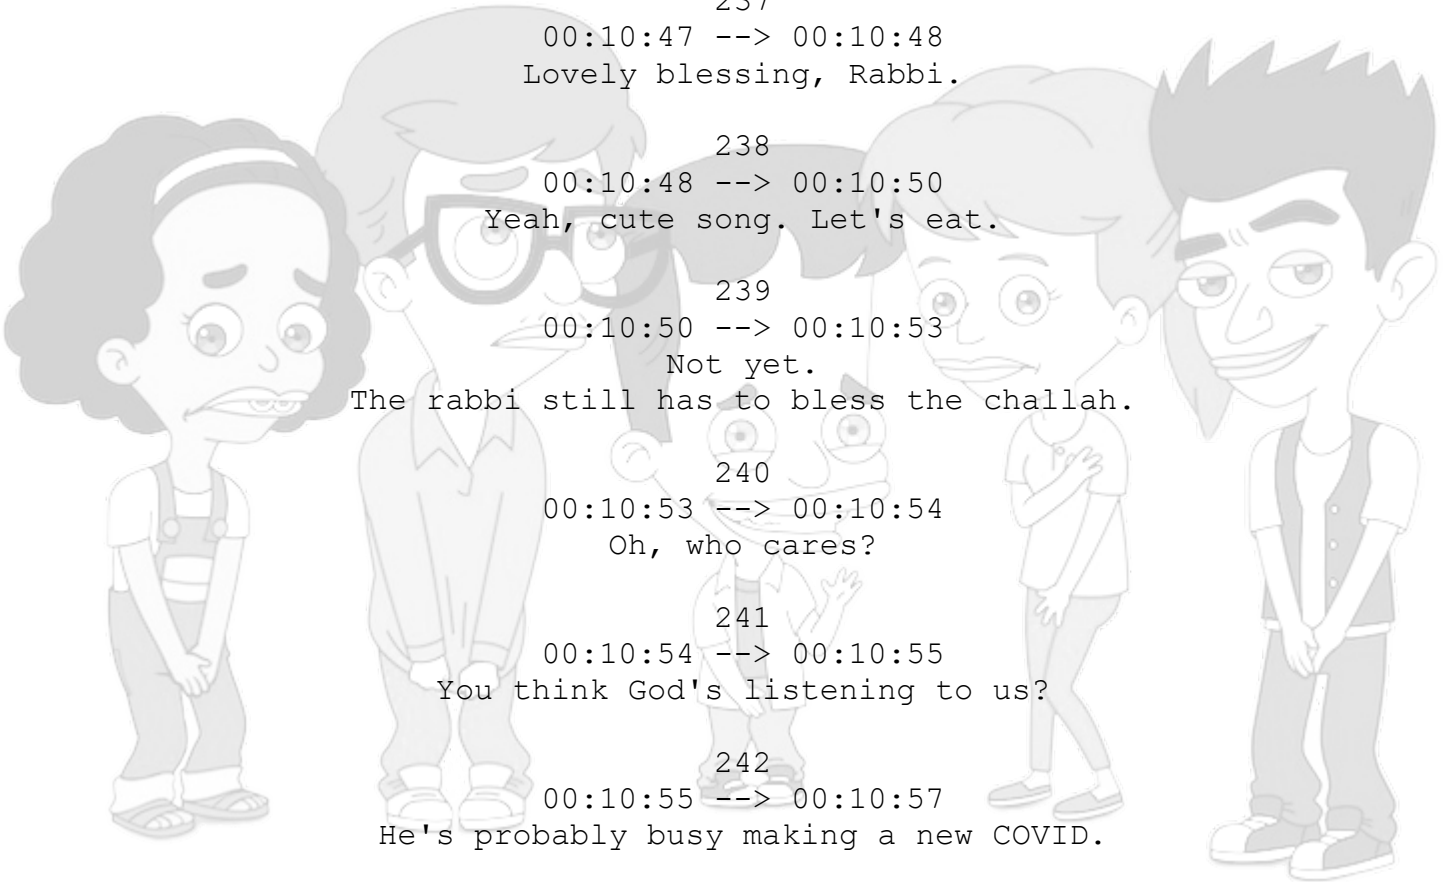 237
00:10:47 --> 00:10:48
Lovely blessing, Rabbi.
238
00:10:48 --> 00:10:50
Yeah, cute song. Let's eat.
239
00:10:50 --> 00:10:53
Not yet.
The rabbi still has to bless the challah.
240
00:10:53 --> 00:10:54
Oh, who cares?
241
00:10:54 --> 00:10:55
You think God's listening to us?
242
00:10:55 --> 00:10:57
He's probably busy making a new COVID.